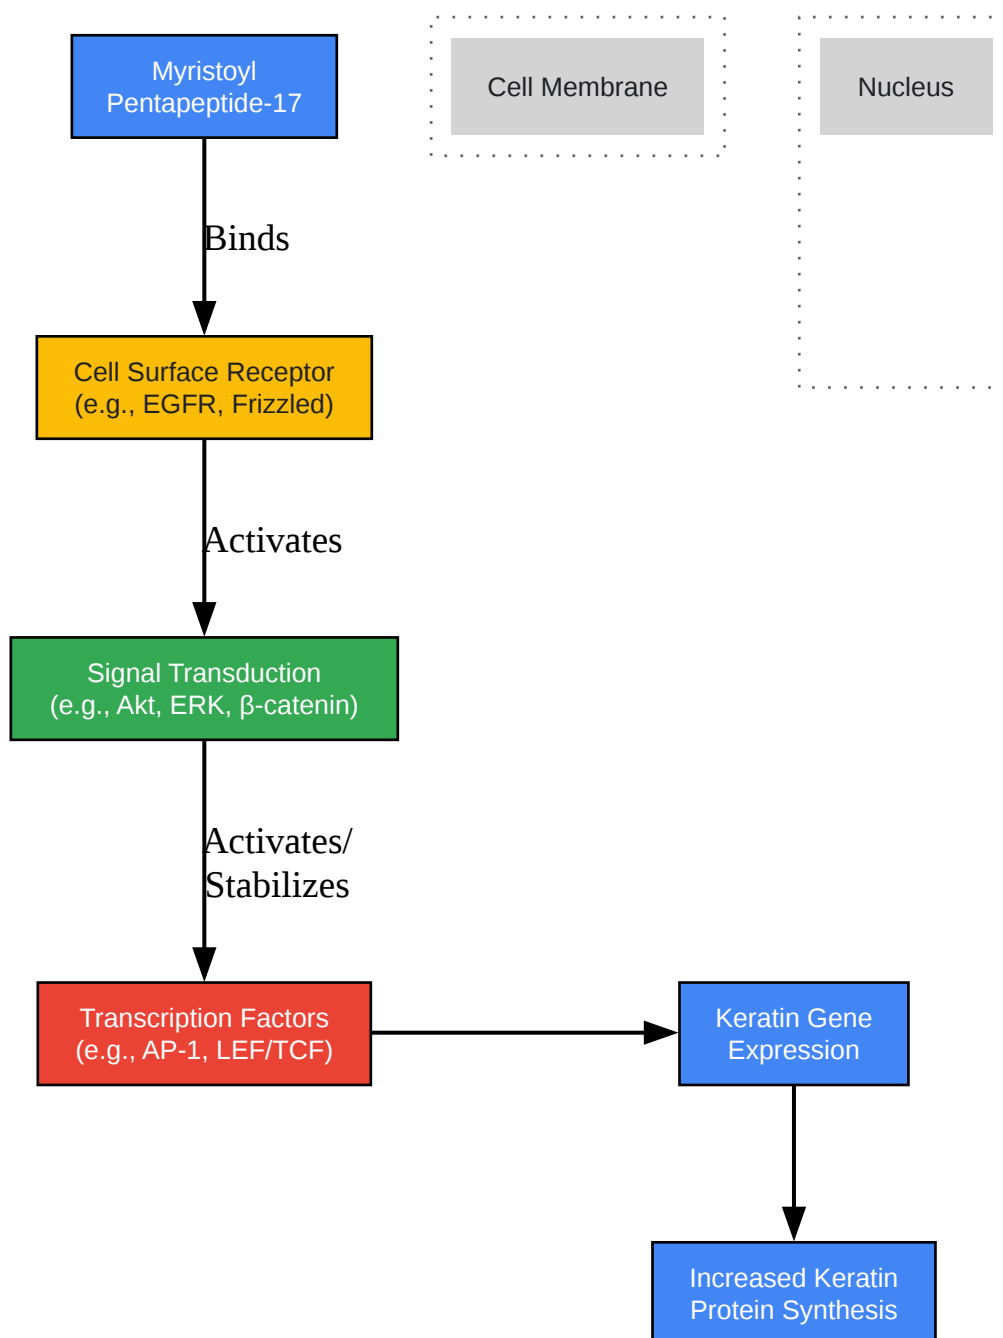 Myristoyl
Pentapeptide-17
Cell Membrane
Nucleus
Binds
Cell Surface Receptor
(e.g., EGFR, Frizzled)
Activates
Signal Transduction
(e.g., Akt, ERK, β-catenin)
Activates/
Stabilizes
Transcription Factors
(e.g., AP-1, LEF/TCF)
Keratin Gene
Expression
Increased Keratin
Protein Synthesis